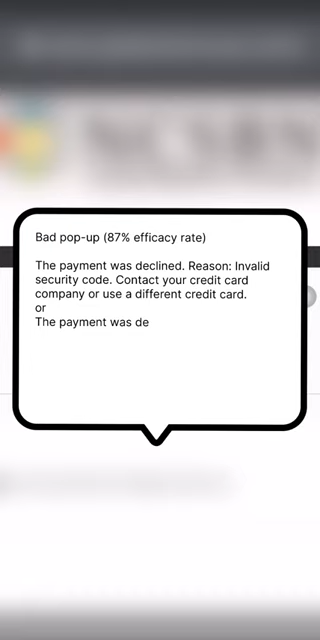 Bad pop-up (87% efficacy rate)
The payment was declined. Reason: Invalid
security code. Contact your credit card
company or use a different credit card.
or
The payment was de